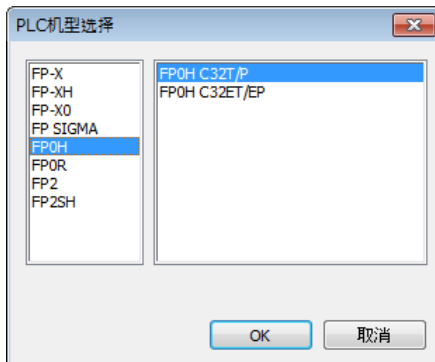 PLC机型选择
FP-X
FP-XH
FP-X0
FP SIGMA
FP0H
FP0R
FP2
FP2SH
FP0H C32T/P
FP0H C32ET/EP
OK
取消